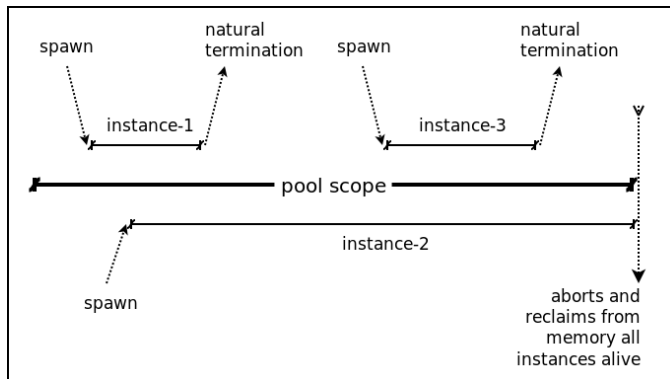 spawn
natural
termination
spawn
natural
termination
instance-1
instance-3
pool scope
instance-2
spawn
aborts and
reclaims from
memory all
instances alive